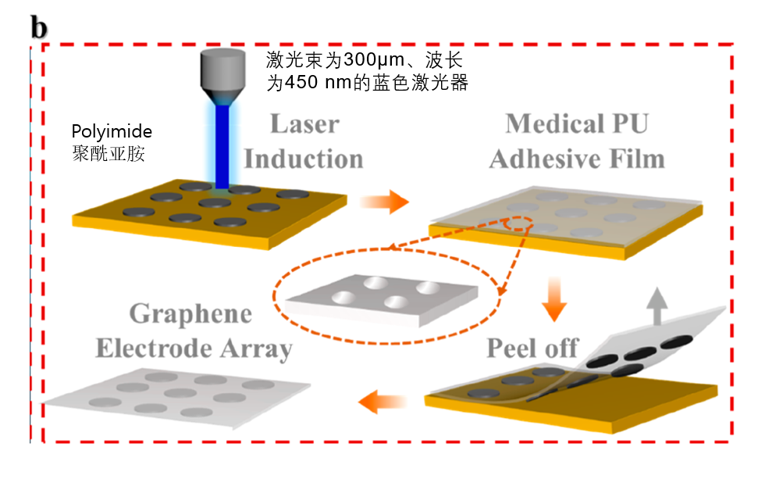 b
激光束为300μm、波长
为450 nm的蓝色激光器
Polyimide
聚酰亚胺
Laser
Induction
Medical PU
Adhesive Film
Graphene
Electrode Array
Peel off